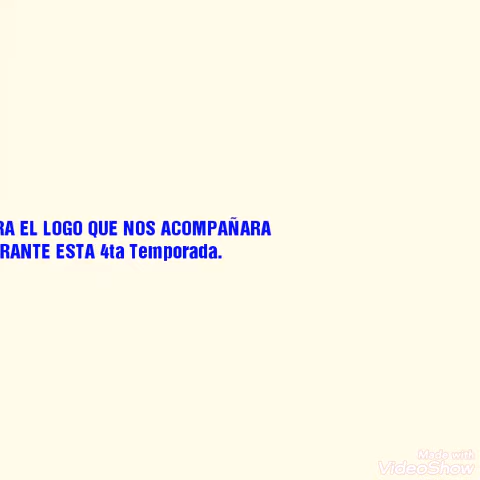 RA EL LOGO QUE NOS ACOMPAÑARA
RANTE ESTA 4ta Temporada.
Made with
VideoShow